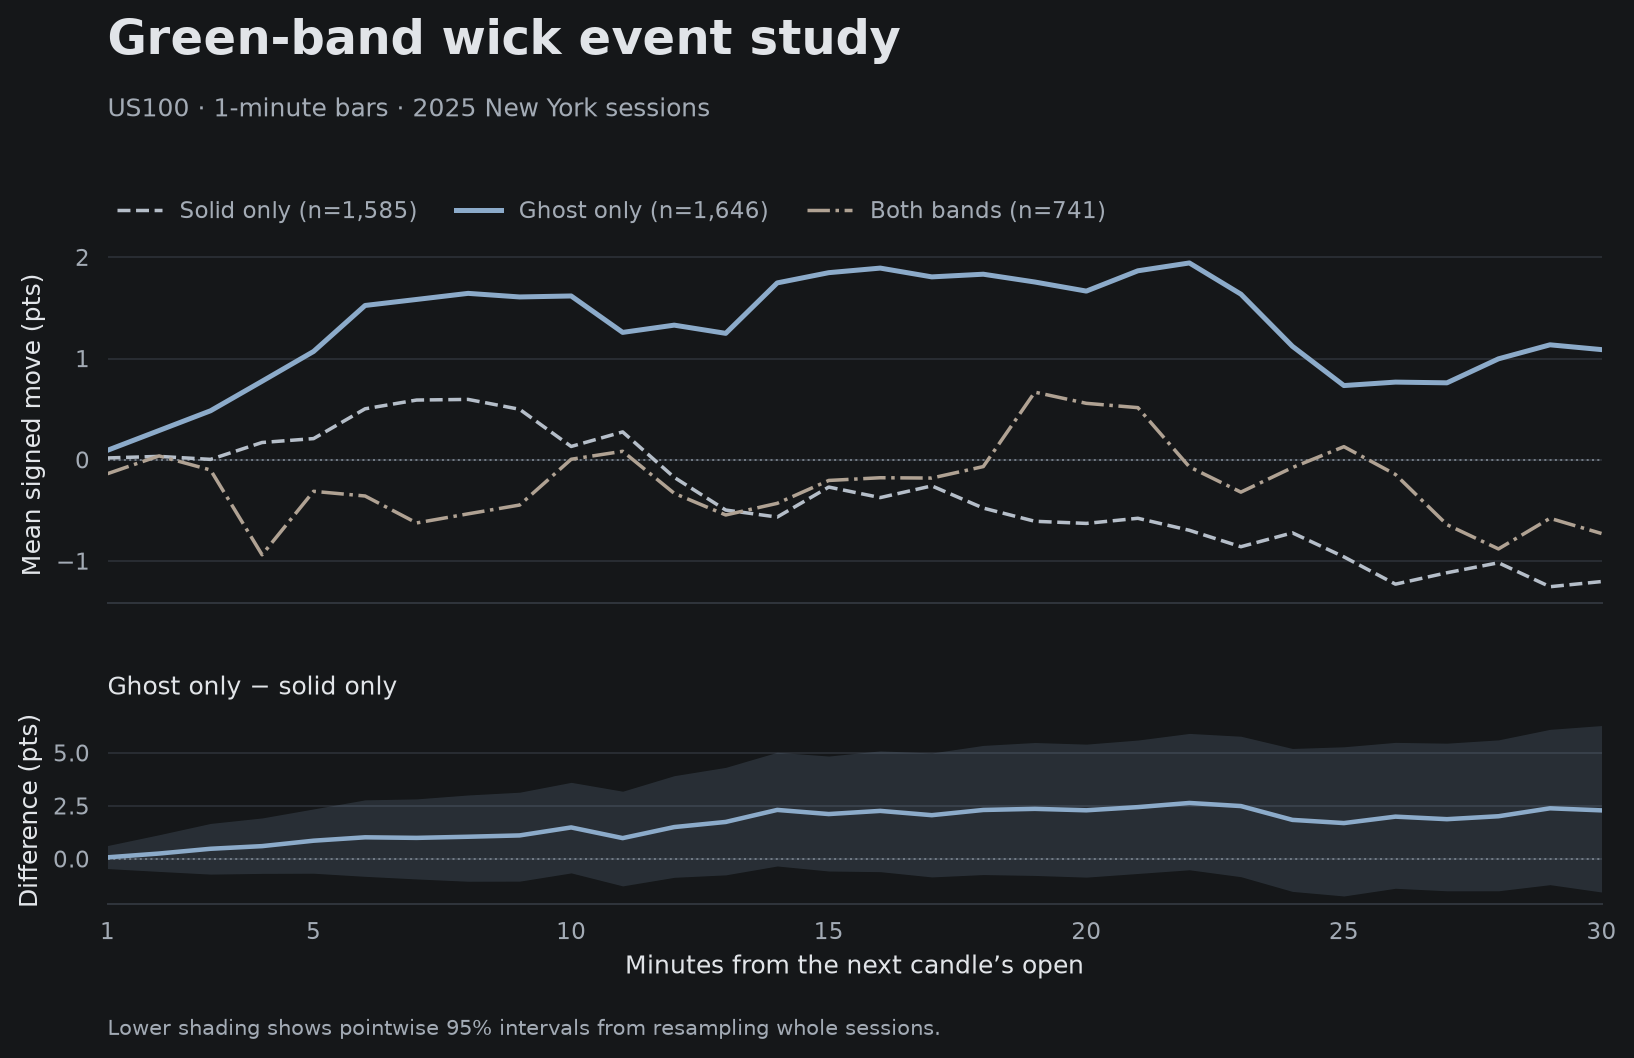 Green-band wick event study
US100 · 1-minute bars · 2025 New York sessions
Solid only (n=1,585)
Ghost only (n=1,646)
Both bands (n=741)
Mean signed move (pts)
2
1
0
−1
Ghost only − solid only
Difference (pts)
5.0
2.5
0.0
1 5 10 15 20 25 30
Minutes from the next candle’s open
Lower shading shows pointwise 95% intervals from resampling whole sessions.